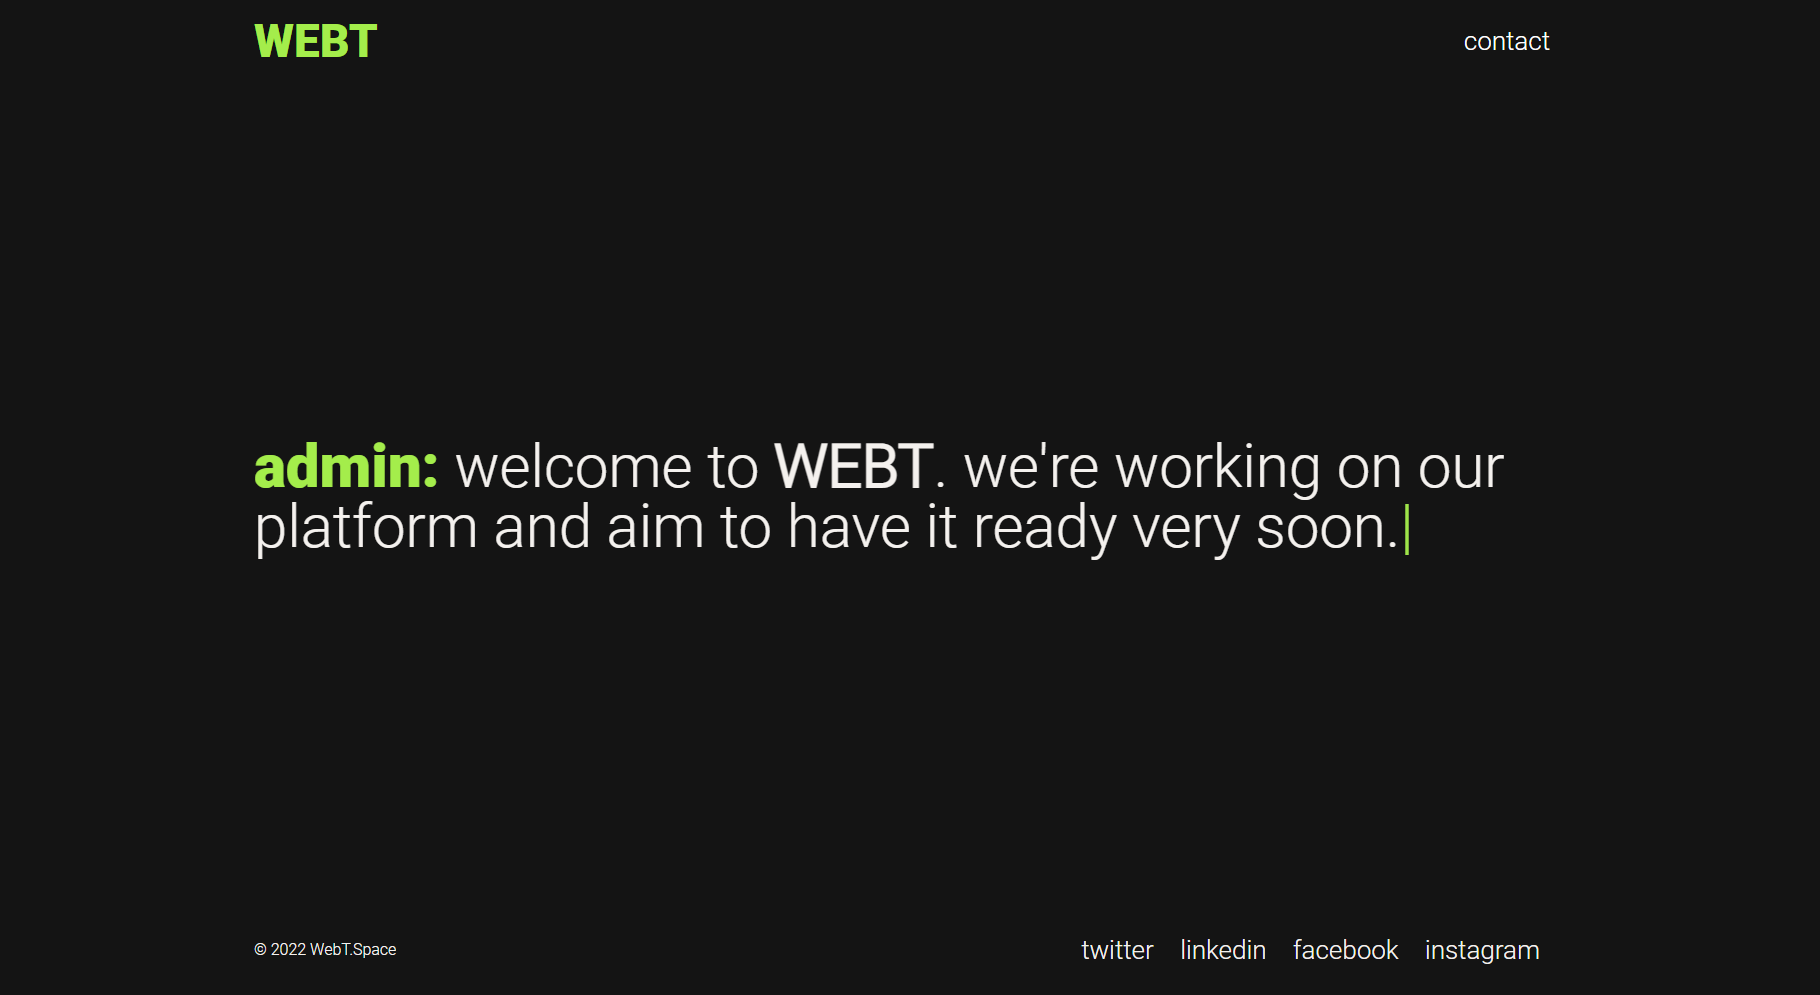 WEBT
contact
admin: welcome to WEBT. we're working on our
platform and aim to have it ready very soon.
© 2022 WebT.Space
twitter linkedin facebook instagram